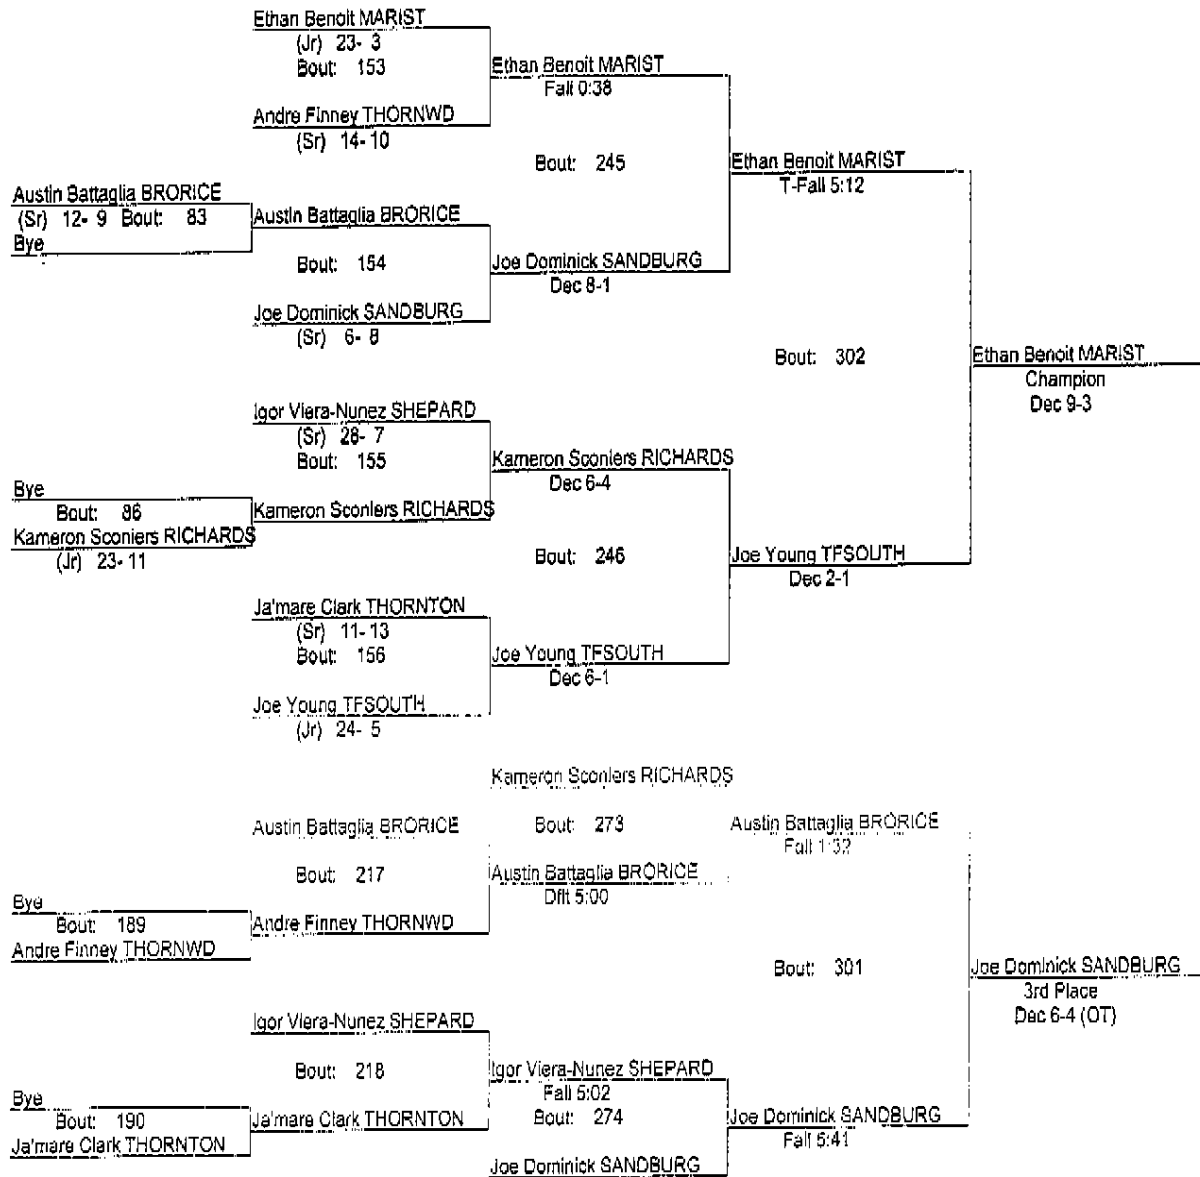 Ethan Benoit MARIST
(Jr) 23- 3
Bout: 153
Ethan Benoit MARIST
Fall 0:38
Andre Finney THORNWD
(Sr) 14- 10
Bout: 245
Ethan Benoit MARIST
T-Fall 5:12
Austin Battaglia BRORICE
(Sr) 12- 9 Bout: 83
Bye
Austin Battaglia BRORICE
Bout: 154
Joe Dominick SANDBURG
Dec 8-1
Joe Dominick SANDBURG
(Sr) 6- 8
Bout: 302
Ethan Benoit MARIST
Champion
Dec 9-3
Igor Viera-Nunez SHEPARD
(Sr) 28- 7
Bout: 155
Kameron Sconiers RICHARDS
Dec 6-4
Bye
Bout: 86
Kameron Sconiers RICHARDS
Kameron Sconiers RICHARDS
(Jr) 23- 11
Bout: 246
Joe Young TFSOUTH
Dec 2-1
Ja'mare Clark THORNTON
(Sr) 11- 13
Bout: 156
Joe Young TFSOUTH
Dec 6-1
Joe Young TFSOUTH
(Jr) 24- 5
Kameron Sconiers RICHARDS
Austin Battaglia BRORICE
Bout: 273
Austin Battaglia BRORICE
Fall 1:32
Bout: 217
Austin Battaglia BRORICE
Dflt 5:00
Bye
Bout: 189
Andre Finney THORNWD
Andre Finney THORNWD
Bout: 301
Joe Dominick SANDBURG
3rd Place
Dec 6-4 (OT)
Igor Viera-Nunez SHEPARD
Bout: 218
Igor Viera-Nunez SHEPARD
Fall 5:02
Bye
Bout: 190
Ja'mare Clark THORNTON
Ja'mare Clark THORNTON
Bout: 274
Joe Dominick SANDBURG
Fall 5:41
Joe Dominick SANDBURG